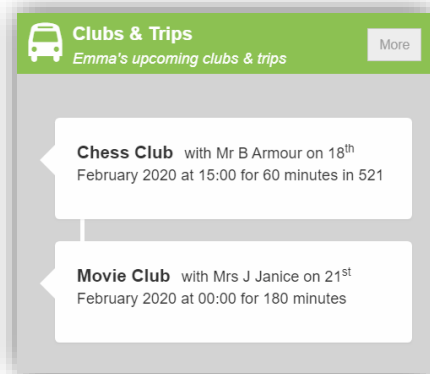 Clubs & Trips
Emma's upcoming clubs & trips
More
Chess Club with Mr B Armour on 18th
February 2020 at 15:00 for 60 minutes in 521
Movie Club with Mrs J Janice on 21st
February 2020 at 00:00 for 180 minutes